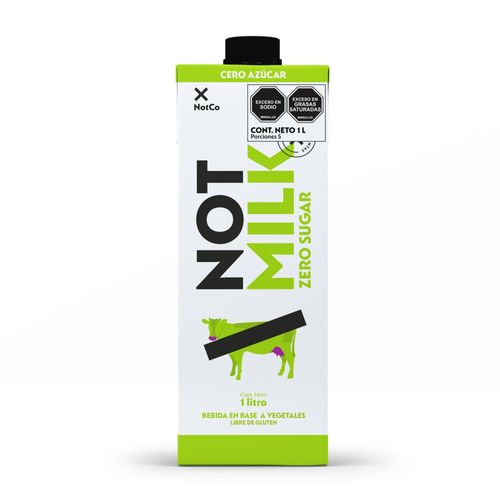 CERO AZÚCAR
NotCo
EXCESO EN
SODIO
EXCESO EN
GRASAS
SATURADAS
CONT. NETO 1 L
Porciones 5
NOT
MILK
ZERO SUGAR
Cont. Neto
1 litro
BEBIDA EN BASE A VEGETALES
LIBRE DE GLUTEN